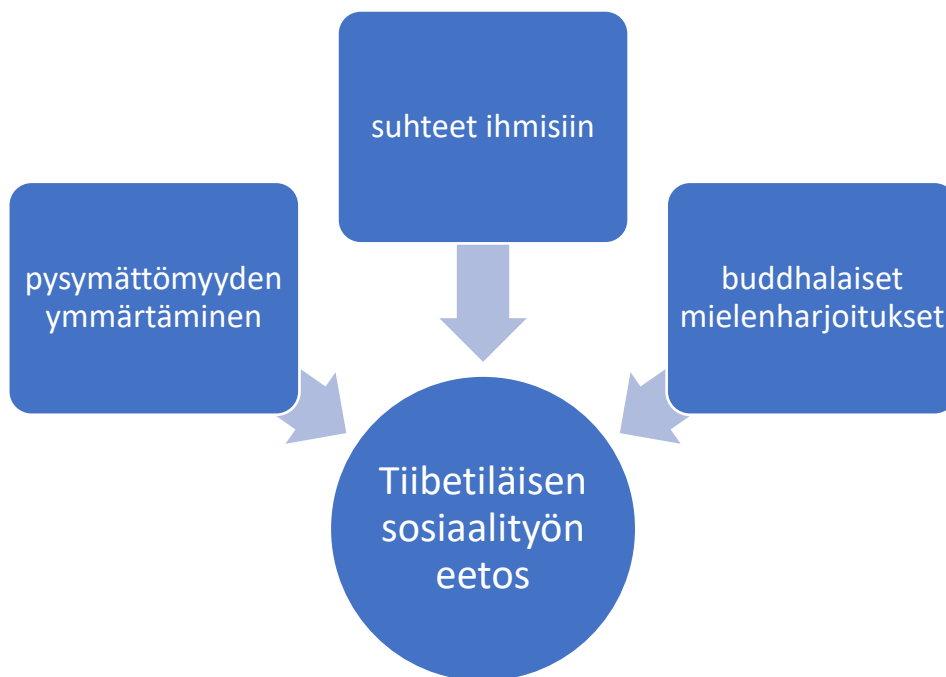 suhteet ihmisiin
pysymättömyyden
ymmärtäminen
buddhalaiset
mielenharjoitukset
Tiibetiläisen
sosiaalityön
eetos